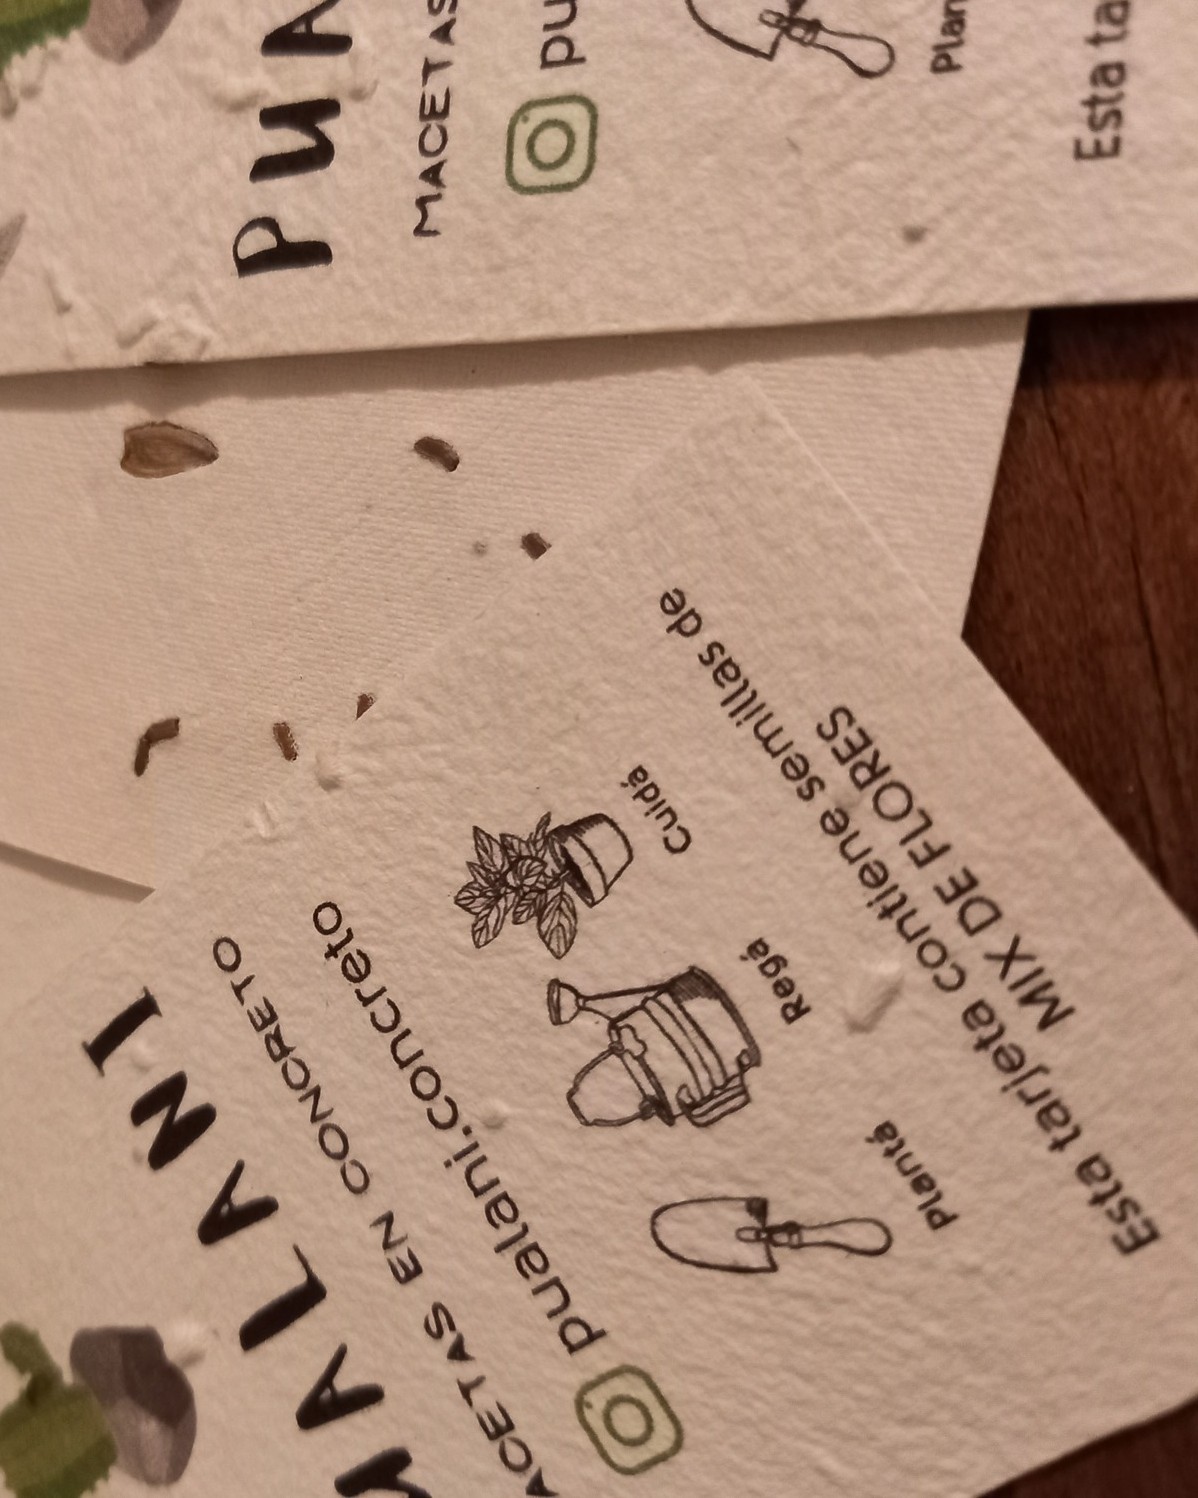 UALANI
ACETAS EN CONCRETO
pualani.concreto
Plantá
Regá
Cuidá
Esta tarjeta contiene semillas de
MIX DE FLORES
PUA
MACETAS
pu
Plan
Esta ta